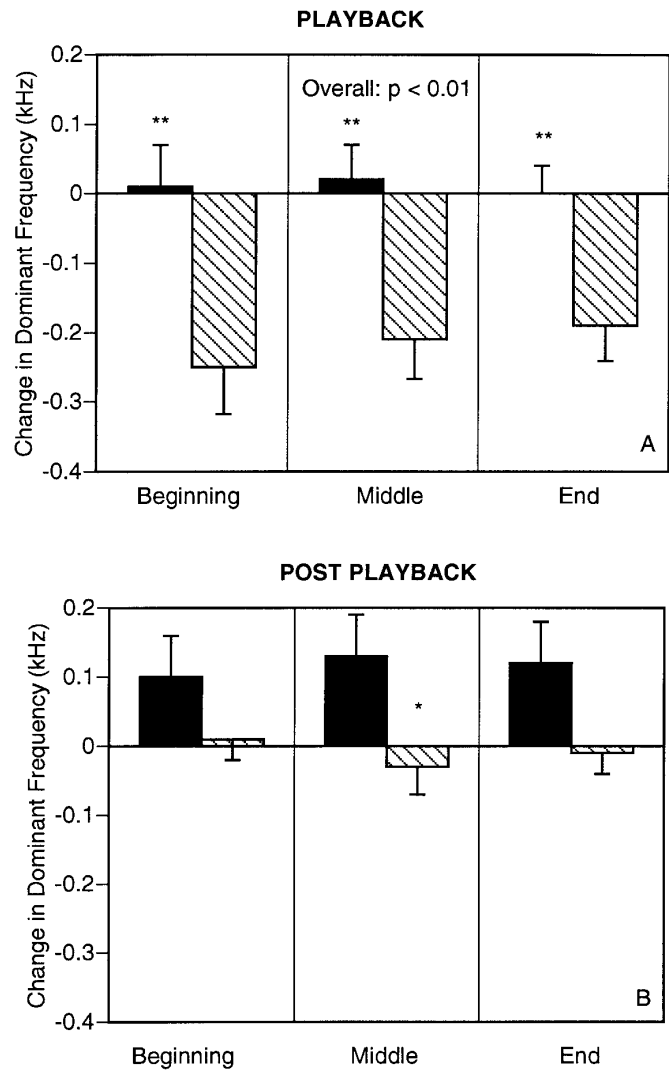 PLAYBACK
Change in Dominant Frequency (kHz)
0.2
0.1
0
-0.1
-0.2
-0.3
-0.4
Overall: p < 0.01
**
**
**
A
Beginning
Middle
End
POST PLAYBACK
Change in Dominant Frequency (kHz)
0.2
0.1
0
-0.1
-0.2
-0.3
-0.4
*
B
Beginning
Middle
End